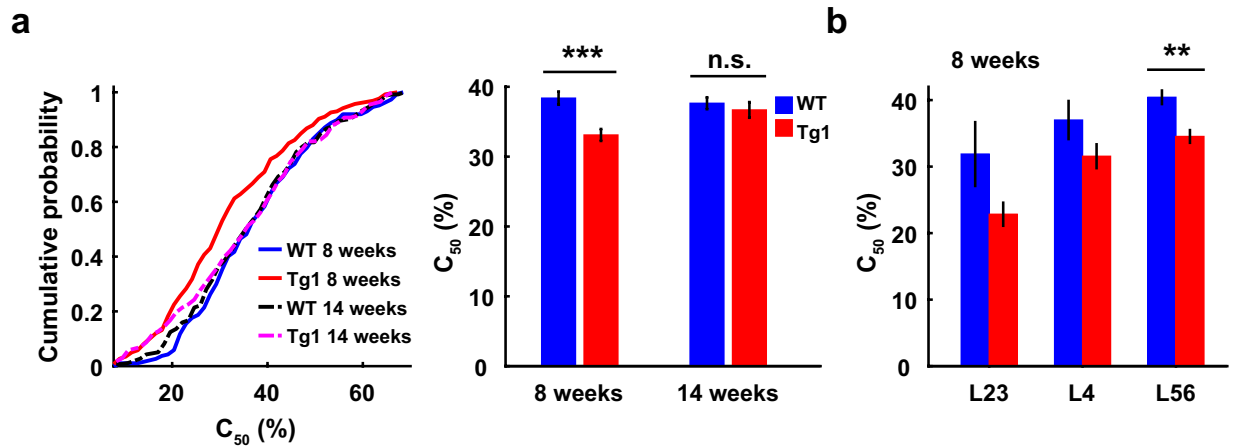 a
Cumulative probability
1
0.8
0.6
0.4
0.2
0
20
40
60
C50 (%)
WT 8 weeks
Tg1 8 weeks
WT 14 weeks
Tg1 14 weeks
C50 (%)
40
30
20
10
0
***
n.s.
WT
Tg1
8 weeks
14 weeks
b
8 weeks
**
C50 (%)
40
30
20
10
0
L23
L4
L56